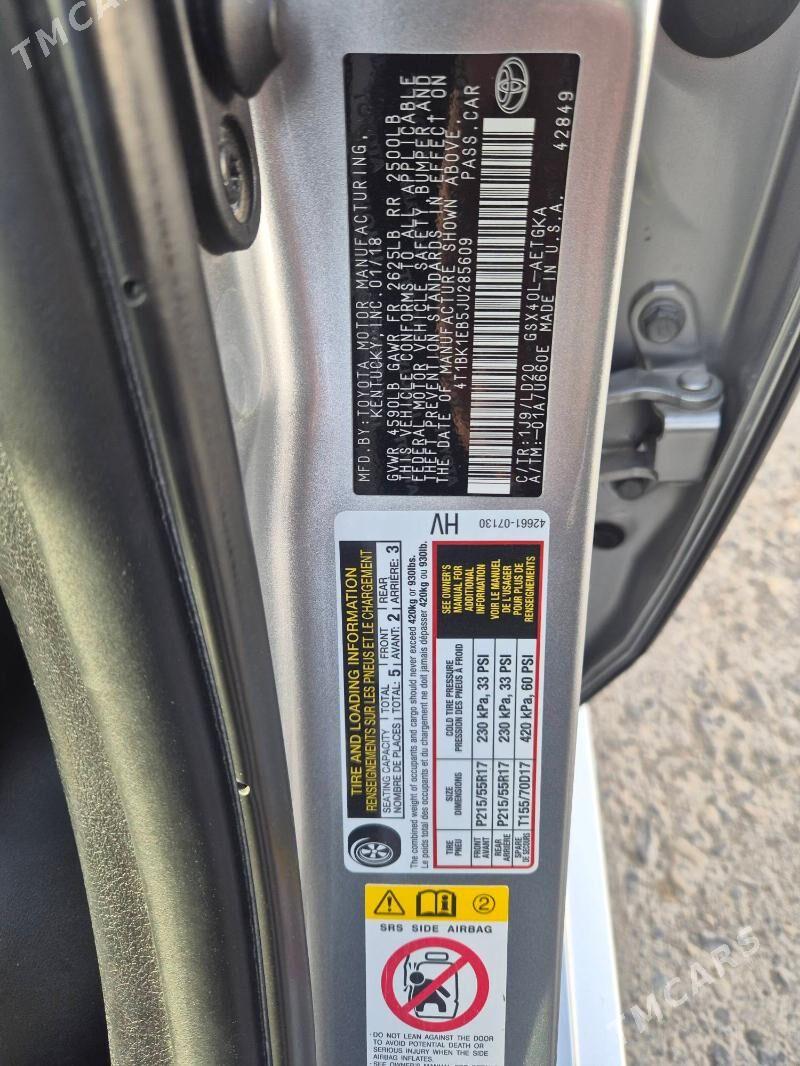 TMCARS
MFD.BY:TOYOTA MOTOR MANUFACTURING,
KENTUCKY, INC. 01/18
GVWR 4590LB GAWR FR 2625LB RR 2500LB
THIS VEHICLE CONFORMS TO ALL APPLICABLE
FEDERAL MOTOR VEHICLE SAFETY, BUMPER, AND
THEFT PREVENTION STANDARDS IN EFFECT ON
THE DATE OF MANUFACTURE SHOWN ABOVE.
4T1BK1EB5JU285609 PASS.CAR
C/TR:1J9/LD20 GSX40L-AETGKA
A/TM:-01A/U660E MADE IN U.S.A. 42849
TIRE AND LOADING INFORMATION
RENSEIGNEMENTS SUR LES PNEUS ET LE CHARGEMENT
HV
SEATING CAPACITY TOTAL FRONT REAR
NOMBRE DE PLACES TOTAL: 5 AVANT: 2 ARRIÈRE: 3
The combined weight of occupants and cargo should never exceed 420kg or 930lbs.
Le poids total des occupants et du chargement ne doit jamais dépasser 420kg ou 930lb.
TIRE PNEU
SIZE DIMENSIONS
COLD TIRE PRESSURE PRESSION DES PNEUS À FROID
FRONT AVANT P215/55R17 230 kPa, 33 PSI
REAR ARRIÈRE P215/55R17 230 kPa, 33 PSI
SPARE DE SECOURS T155/70D17 420 kPa, 60 PSI
SEE OWNER'S
MANUAL FOR
ADDITIONAL
INFORMATION
VOIR LE MANUEL
DE L'USAGER
POUR PLUS DE
RENSEIGNEMENTS
42661-07130
2
SRS SIDE AIRBAG
· DO NOT LEAN AGAINST THE DOOR
TO AVOID POTENTIAL DEATH OR
SERIOUS INJURY WHEN THE SIDE
AIRBAG INFLATES.
· SEE OWNER'S MANUAL FOR
TMCARS